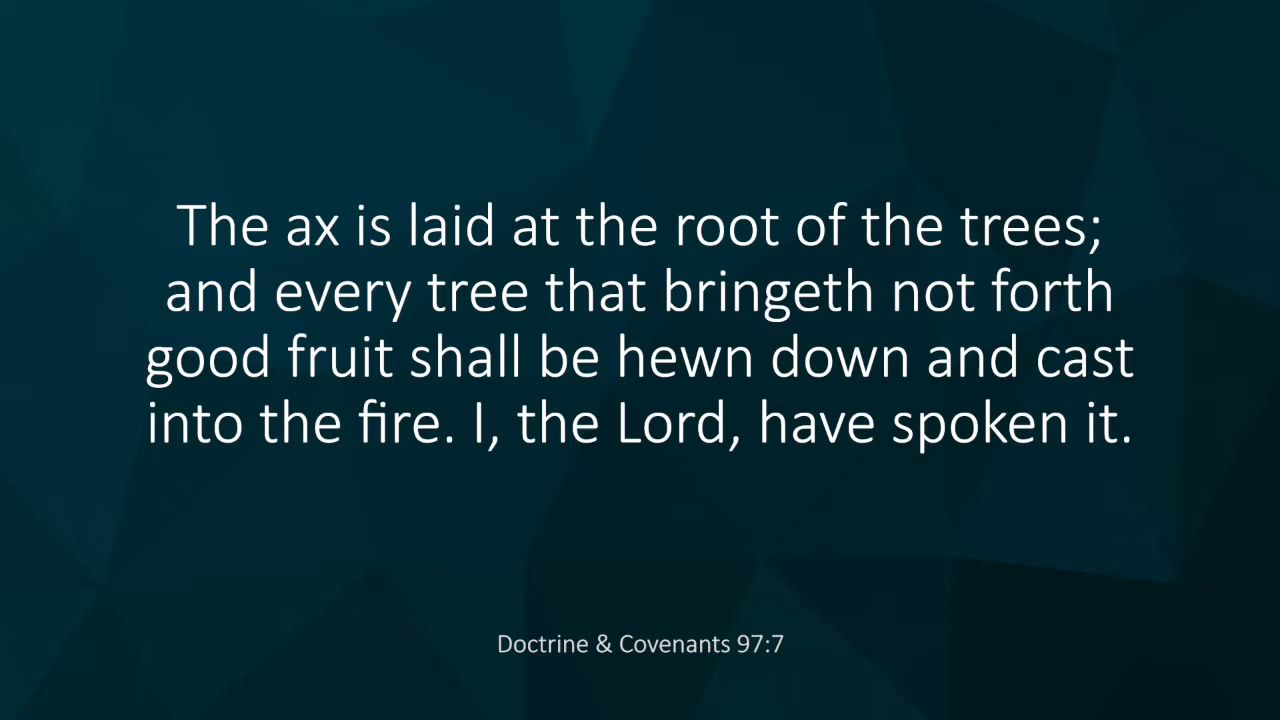 The ax is laid at the root of the trees;
and every tree that bringeth not forth
good fruit shall be hewn down and cast
into the fire. I, the Lord, have spoken it.
Doctrine & Covenants 97:7